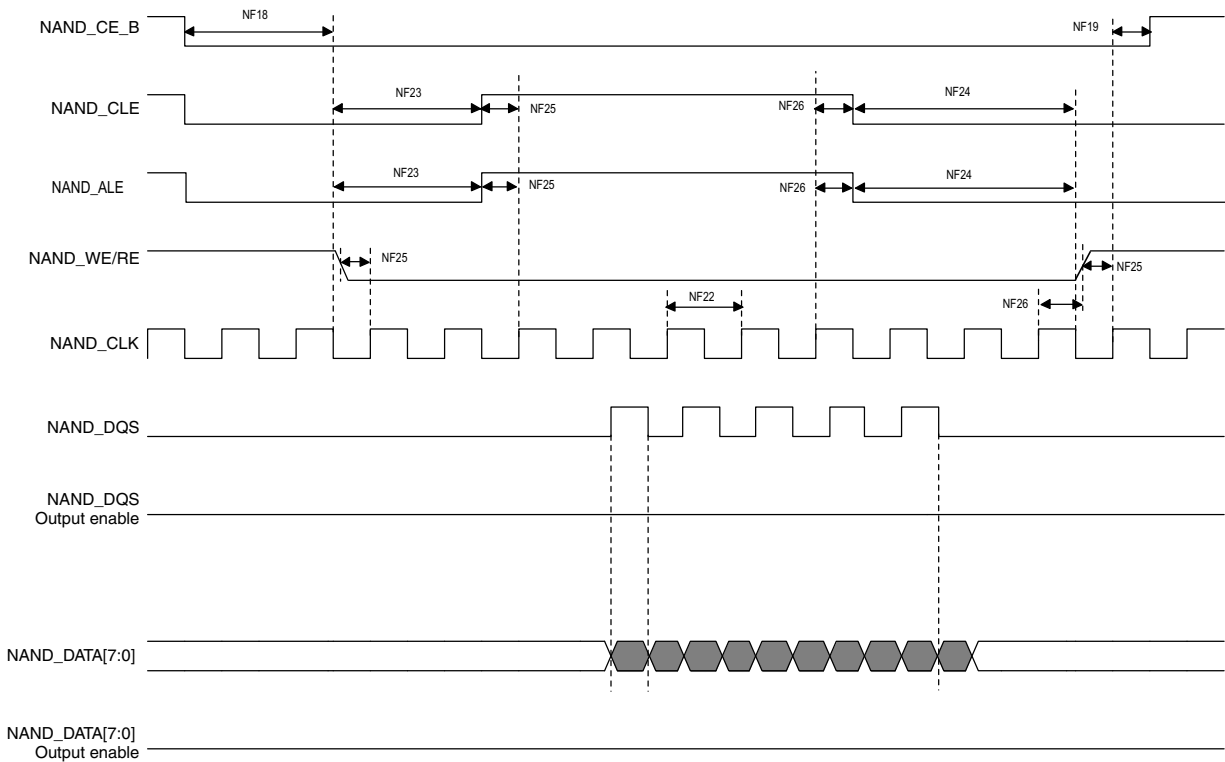 NF18
NAND_CE_B
NF19
NF23
NF24
NAND_CLE
NF25
NF26
NF23
NF24
NAND_ALE
NF25
NF26
NAND_WE/RE
NF25
NF25
NF22
NF26
NAND_CLK
NAND_DQS
NAND_DQS
Output enable
NAND_DATA[7:0]
NAND_DATA[7:0]
Output enable